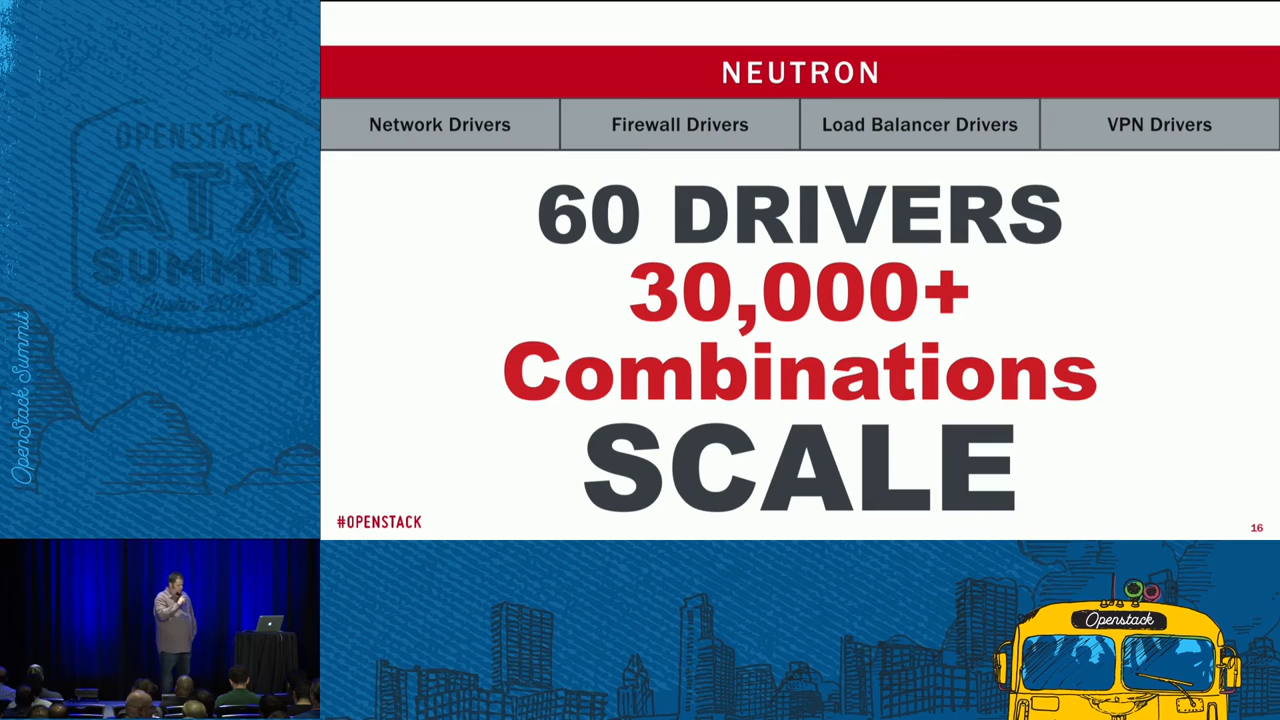 OPENSTACK
ATX
SUMMIT
OpenStack Summit
NEUTRON
Network Drivers
Firewall Drivers
Load Balancer Drivers
VPN Drivers
60 DRIVERS
30,000+
Combinations
SCALE
#OPENSTACK
16
Openstack